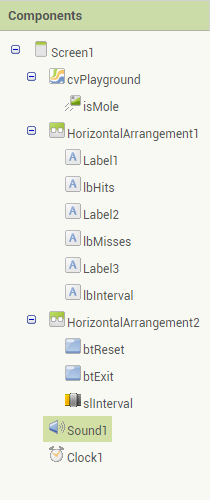 Components
Screen1
cvPlayground
isMole
HorizontalArrangement1
Label1
lbHits
Label2
lbMisses
Label3
lbInterval
HorizontalArrangement2
btReset
btExit
slInterval
Sound1
Clock1